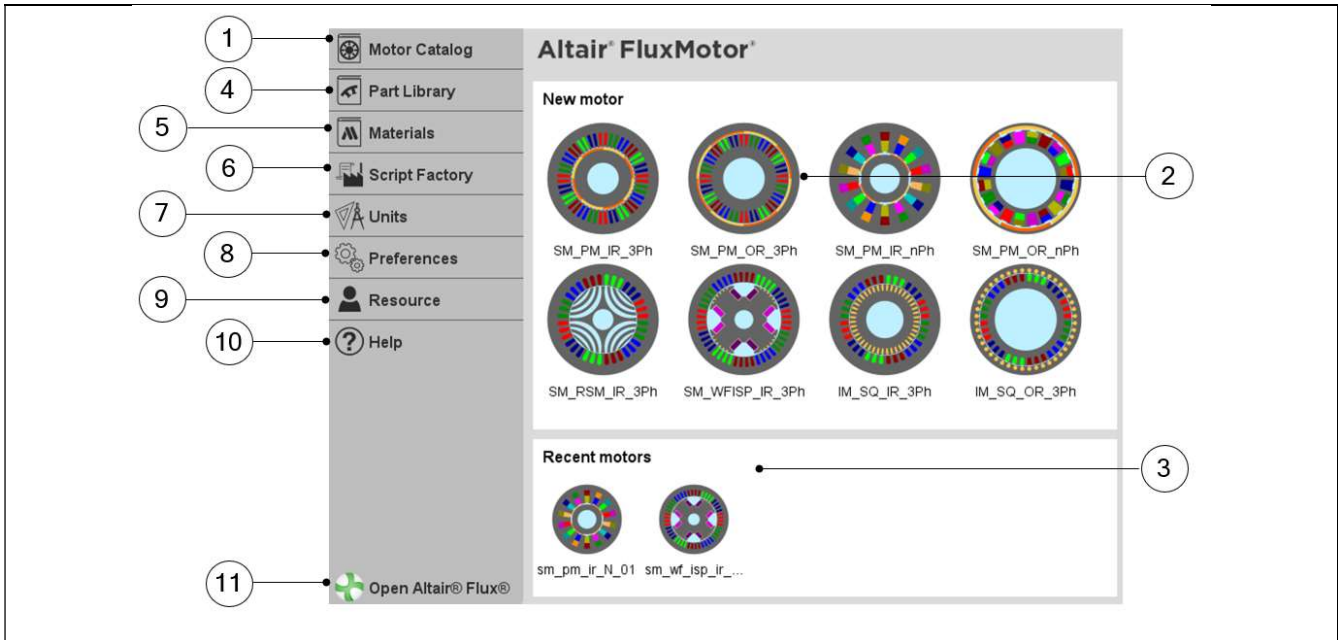 1
Motor Catalog
Altair® FluxMotor®
4
Part Library
New motor
5
Materials
6
Script Factory
2
7
Units
SM_PM_IR_3Ph SM_PM_OR_3Ph SM_PM_IR_nPh SM_PM_OR_nPh
8
Preferences
9
Resource
10
Help
SM_RSM_IR_3Ph SM_WFISP_IR_3Ph IM_SQ_IR_3Ph IM_SQ_OR_3Ph
Recent motors
3
sm_pm_ir_N_01 sm_wf_isp_ir_...
11
Open Altair® Flux®